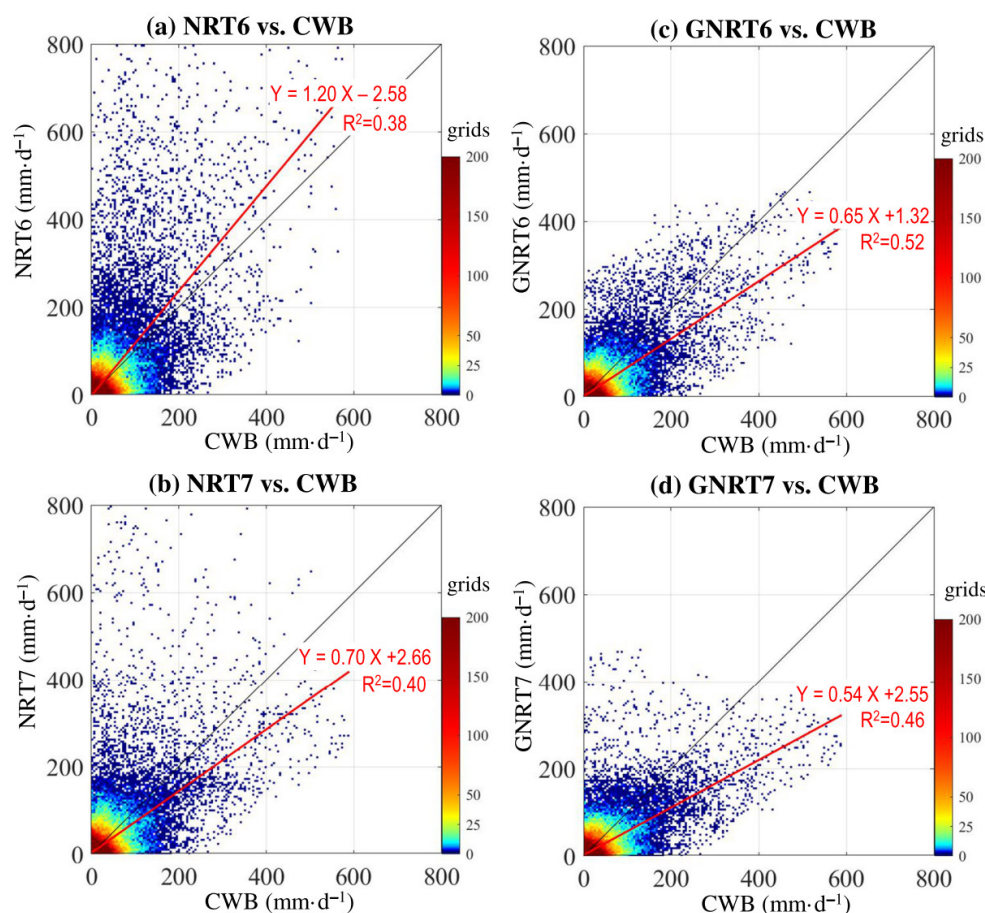 (a) NRT6 vs. CWB
800
600
400
200
0
NRT6 (mm·d⁻¹)
Y = 1.20 X – 2.58
R²=0.38
grids
200
150
100
50
25
0
0 200 400 600 800
CWB (mm·d⁻¹)
(c) GNRT6 vs. CWB
800
600
400
200
0
GNRT6 (mm·d⁻¹)
Y = 0.65 X +1.32
R²=0.52
grids
200
150
100
50
25
0
0 200 400 600 800
CWB (mm·d⁻¹)
(b) NRT7 vs. CWB
800
600
400
200
0
NRT7 (mm·d⁻¹)
Y = 0.70 X +2.66
R²=0.40
grids
200
150
100
50
25
0
0 200 400 600 800
CWB (mm·d⁻¹)
(d) GNRT7 vs. CWB
800
600
400
200
0
GNRT7 (mm·d⁻¹)
Y = 0.54 X +2.55
R²=0.46
grids
200
150
100
50
25
0
0 200 400 600 800
CWB (mm·d⁻¹)